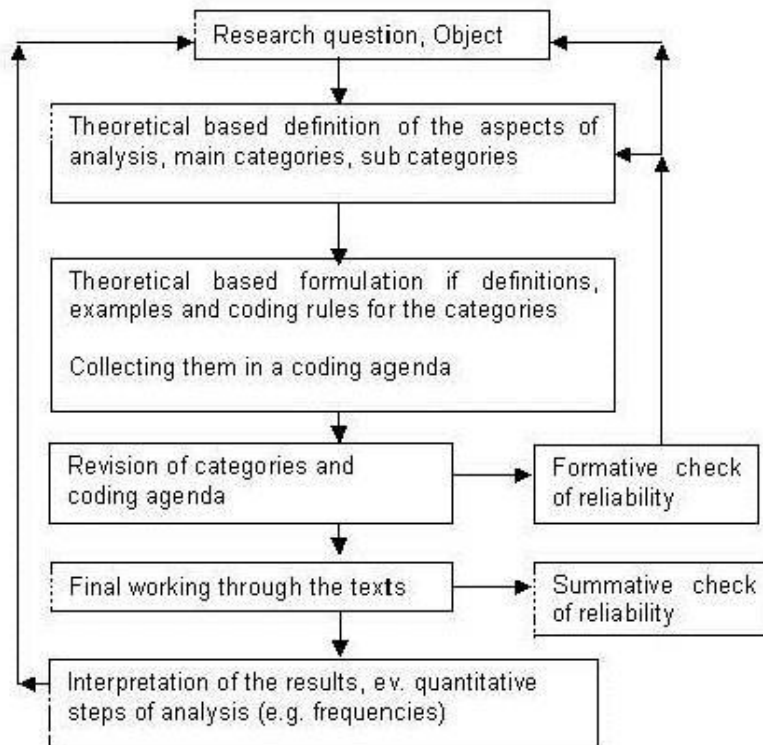 Research question, Object
Theoretical based definition of the aspects of
analysis, main categories, sub categories
Theoretical based formulation if definitions,
examples and coding rules for the categories
Collecting them in a coding agenda
Revision of categories and
coding agenda
Formative check
of reliability
Final working through the texts
Summative check
of reliability
Interpretation of the results, ev. quantitative
steps of analysis (e.g. frequencies)